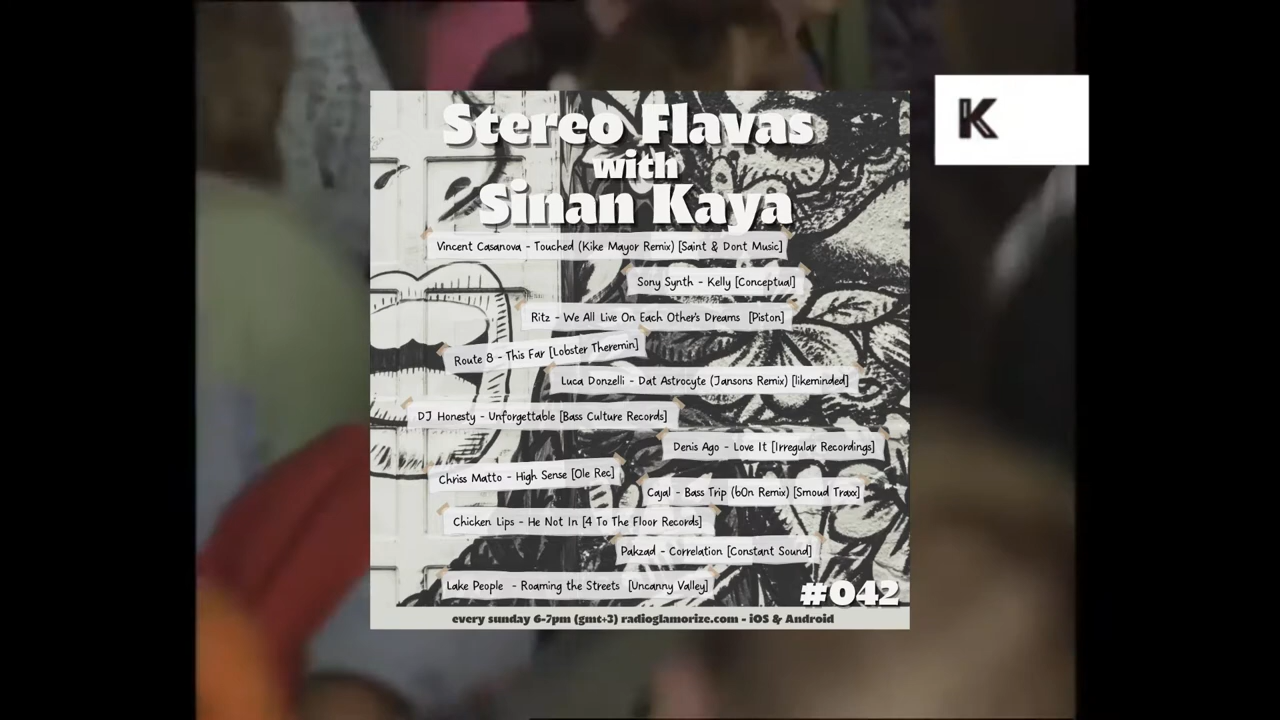 Stereo Flavas
with
Sinan Kaya
K
Vincent Casanova - Touched (Kike Mayor Remix) [Saint & Dont Music]
Sony Synth - Kelly [Conceptual]
Ritz - We All Live On Each Other's Dreams [Piston]
Route 8 - This Far [Lobster Theremin]
Luca Donzelli - Dat Astrocyte (Jansons Remix) [likeminded]
DJ Honesty - Unforgettable [Bass Culture Records]
Denis Ago - Love It [Irregular Recordings]
Chriss Matto - High Sense [Ole Rec]
Cajal - Bass Trip (b0n Remix) [Smoud Traxx]
Chicken Lips - He Not In [4 To The Floor Records]
Pakzad - Correlation [Constant Sound]
Lake People - Roaming the Streets [Uncanny Valley]
#042
every sunday 6-7pm (gmt+3) radioglamorize.com - iOS & Android